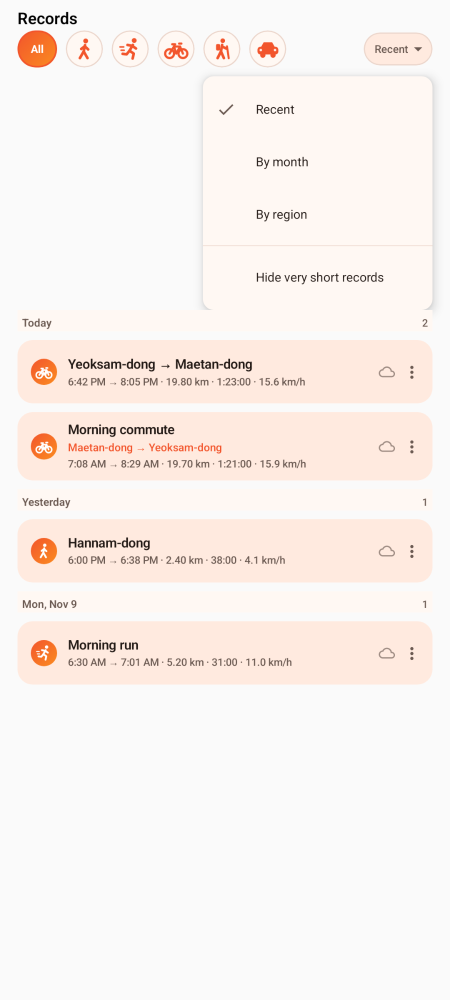 Records
All
Recent
Recent
By month
By region
Hide very short records
Today 2
Yeoksam-dong → Maetan-dong
6:42 PM → 8:05 PM · 19.80 km · 1:23:00 · 15.6 km/h
Morning commute
Maetan-dong → Yeoksam-dong
7:08 AM → 8:29 AM · 19.70 km · 1:21:00 · 15.9 km/h
Yesterday 1
Hannam-dong
6:00 PM → 6:38 PM · 2.40 km · 38:00 · 4.1 km/h
Mon, Nov 9 1
Morning run
6:30 AM → 7:01 AM · 5.20 km · 31:00 · 11.0 km/h